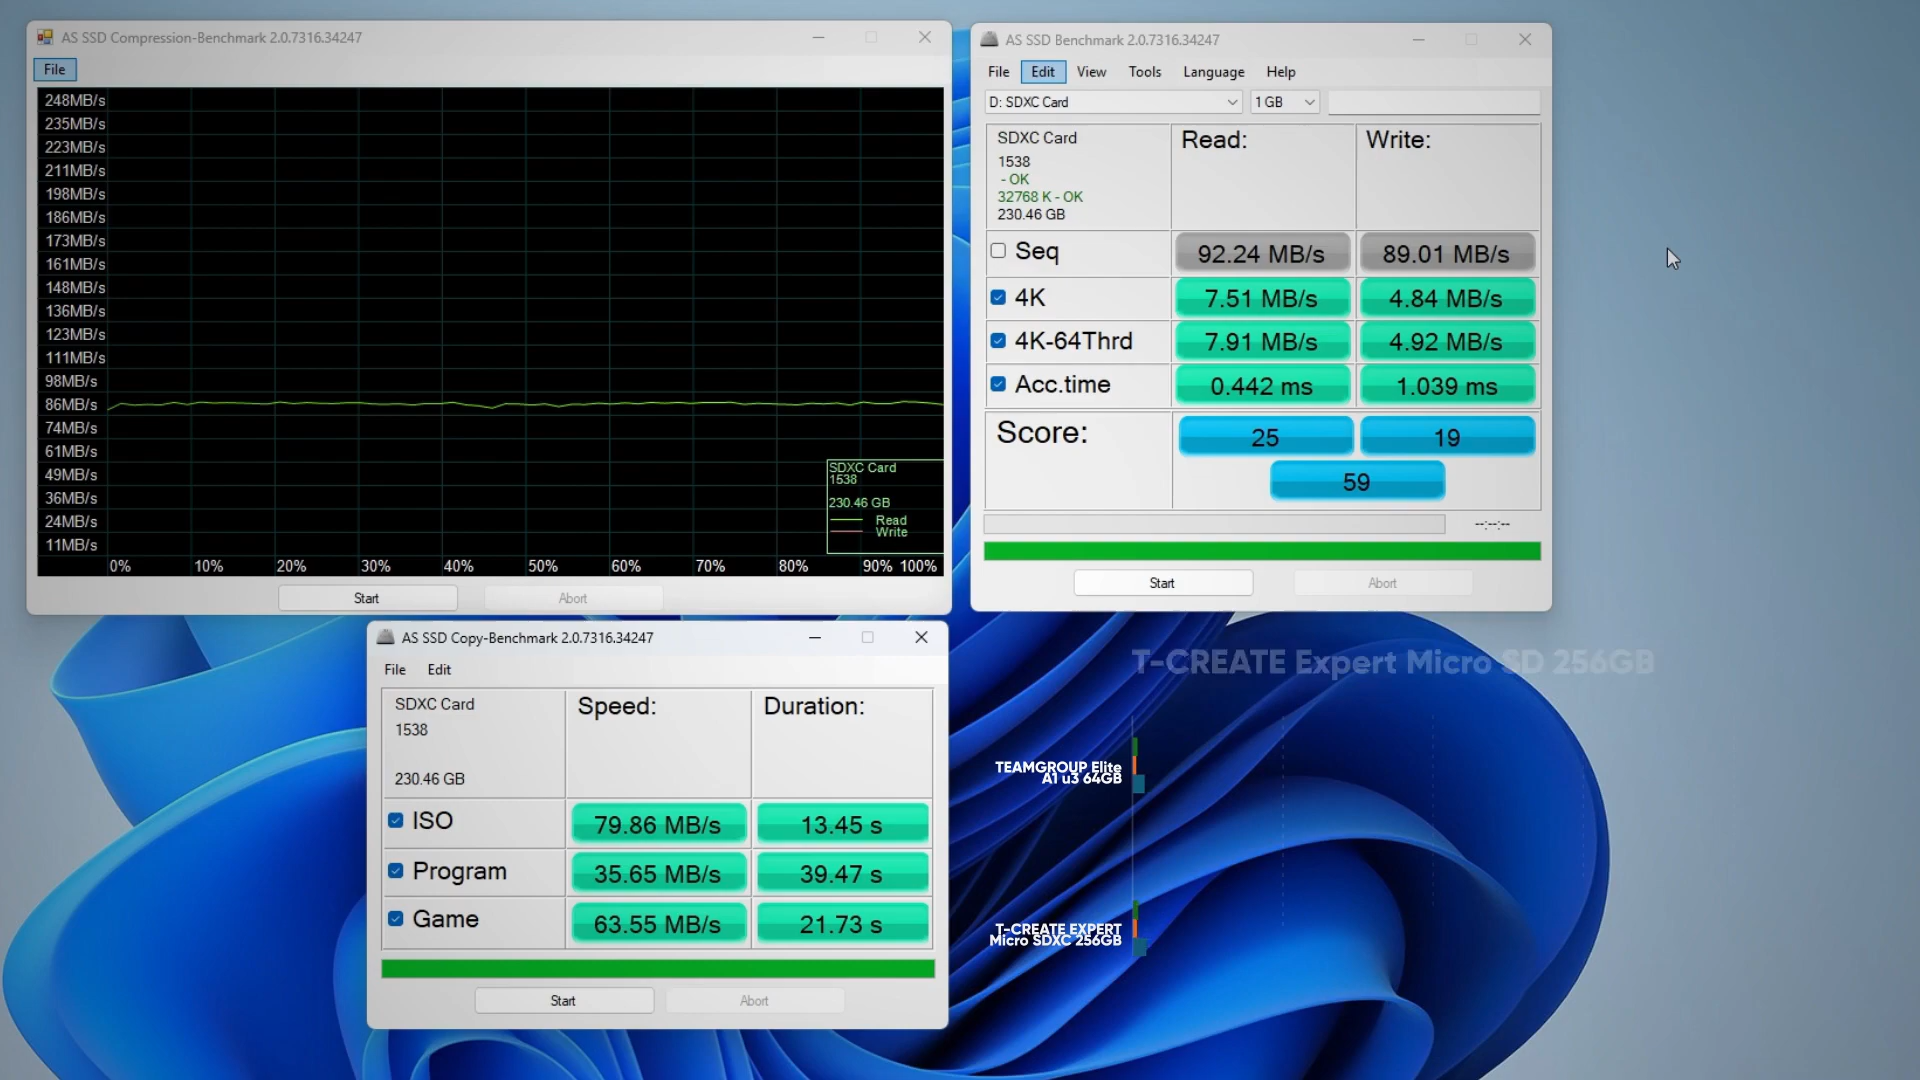 AS SSD Compression-Benchmark 2.0.7316.34247
File
248MB/s
235MB/s
223MB/s
211MB/s
198MB/s
186MB/s
173MB/s
161MB/s
148MB/s
136MB/s
123MB/s
111MB/s
98MB/s
86MB/s
74MB/s
61MB/s
49MB/s
36MB/s
24MB/s
11MB/s
0% 10% 20% 30% 40% 50% 60% 70% 80% 90% 100%
SDXC Card
1538
230.46 GB
Read
Write
Start Abort
AS SSD Benchmark 2.0.7316.34247
File Edit View Tools Language Help
D: SDXC Card 1 GB
SDXC Card
1538
- OK
32768 K - OK
230.46 GB
Read: Write:
Seq 92.24 MB/s 89.01 MB/s
4K 7.51 MB/s 4.84 MB/s
4K-64Thrd 7.91 MB/s 4.92 MB/s
Acc.time 0.442 ms 1.039 ms
Score: 25 19
59
--:--:--
Start Abort
AS SSD Copy-Benchmark 2.0.7316.34247
File Edit
SDXC Card
1538
230.46 GB
Speed: Duration:
ISO 79.86 MB/s 13.45 s
Program 35.65 MB/s 39.47 s
Game 63.55 MB/s 21.73 s
Start Abort
T-CREATE Expert Micro SD 256GB
TEAMGROUP Elite
A1 u3 64GB
T-CREATE EXPERT
Micro SDXC 256GB